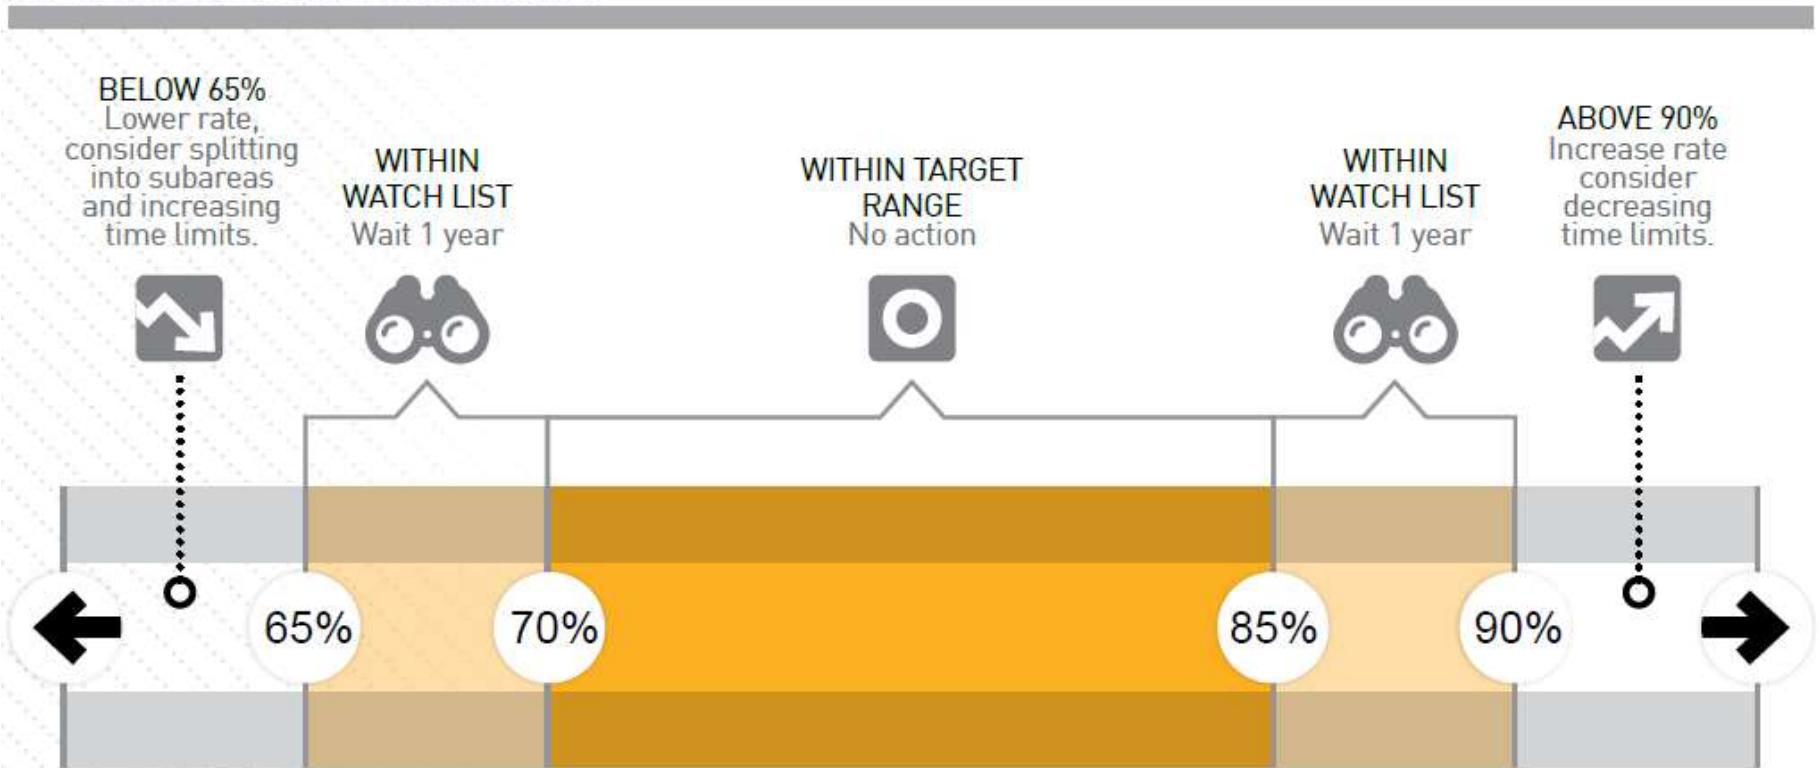 BELOW 65%
Lower rate,
consider splitting
into subareas
and increasing
time limits.
WITHIN
WATCH LIST
Wait 1 year
WITHIN TARGET
RANGE
No action
WITHIN
WATCH LIST
Wait 1 year
ABOVE 90%
Increase rate
consider
decreasing
time limits.
65%
70%
85%
90%